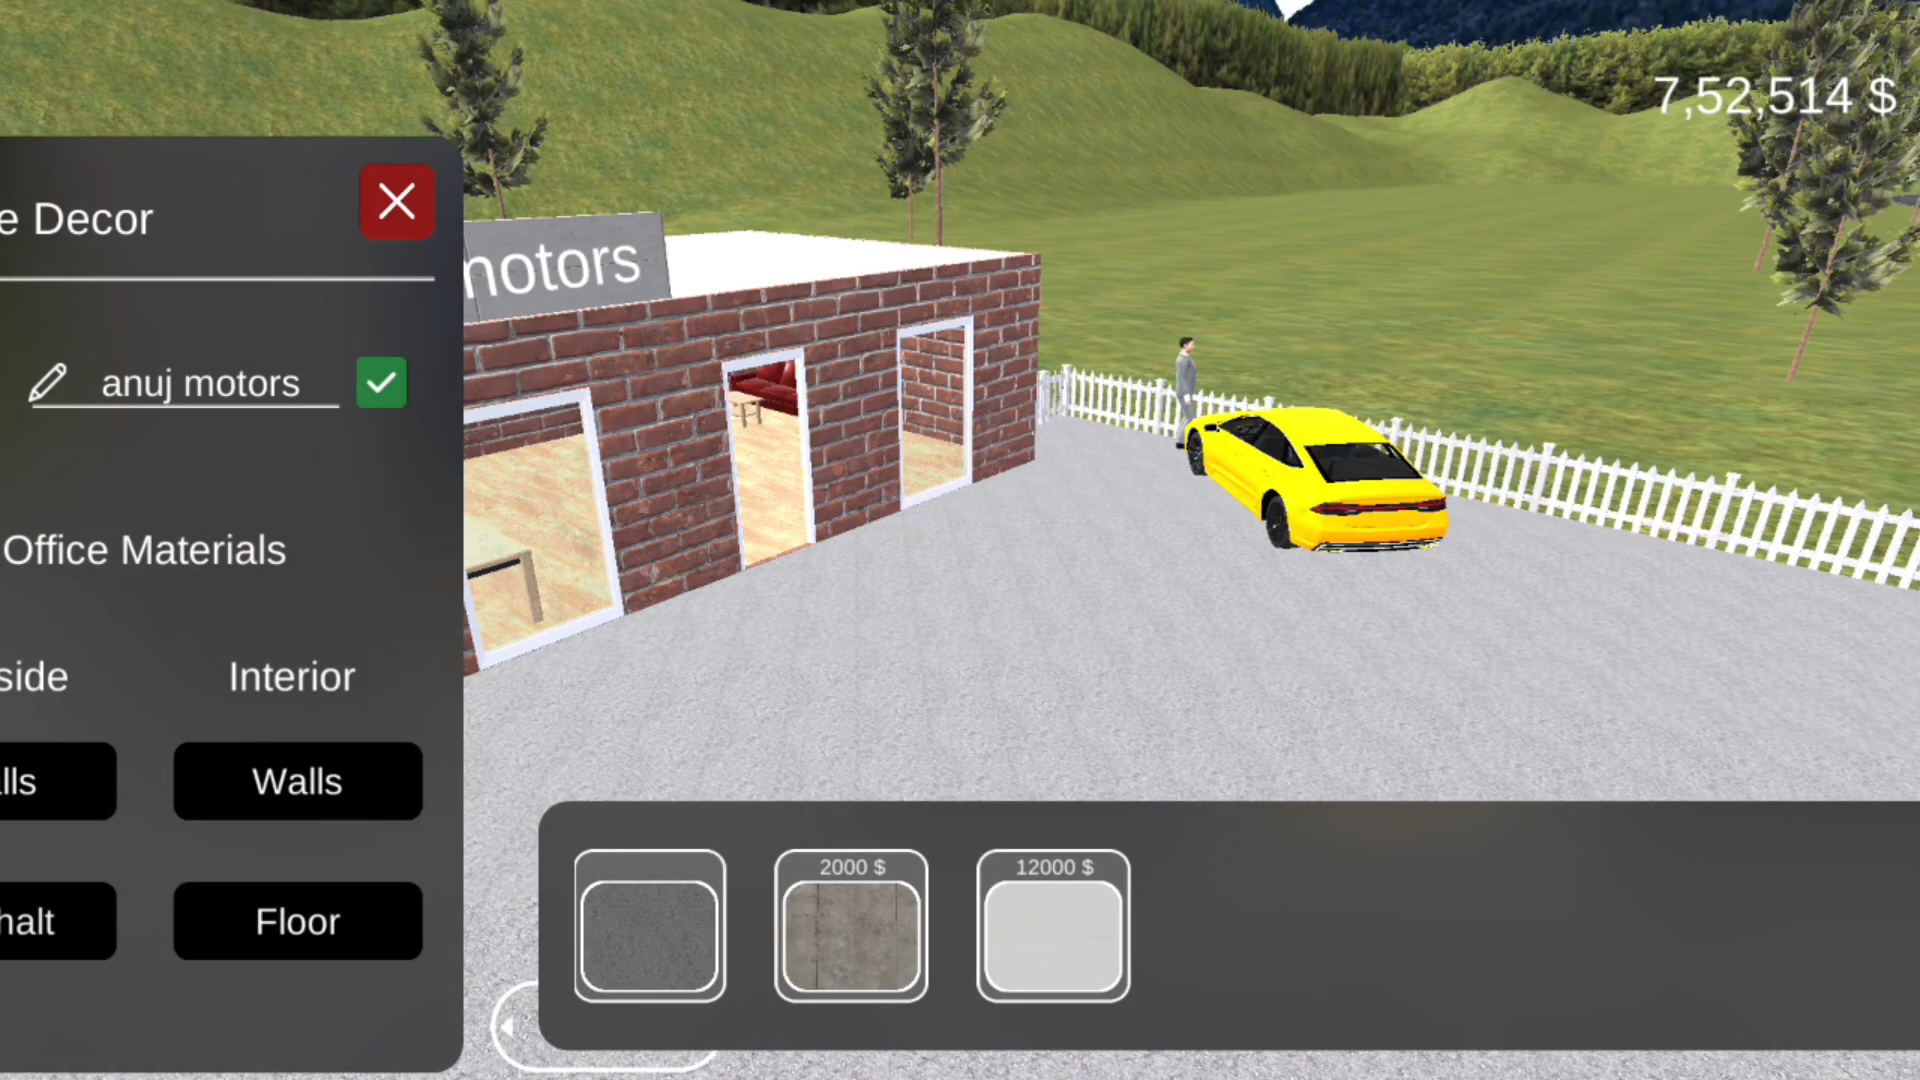 7,52,514 $
e Decor
motors
anuj motors
Office Materials
side Interior
lls Walls
halt Floor
2000 $ 12000 $